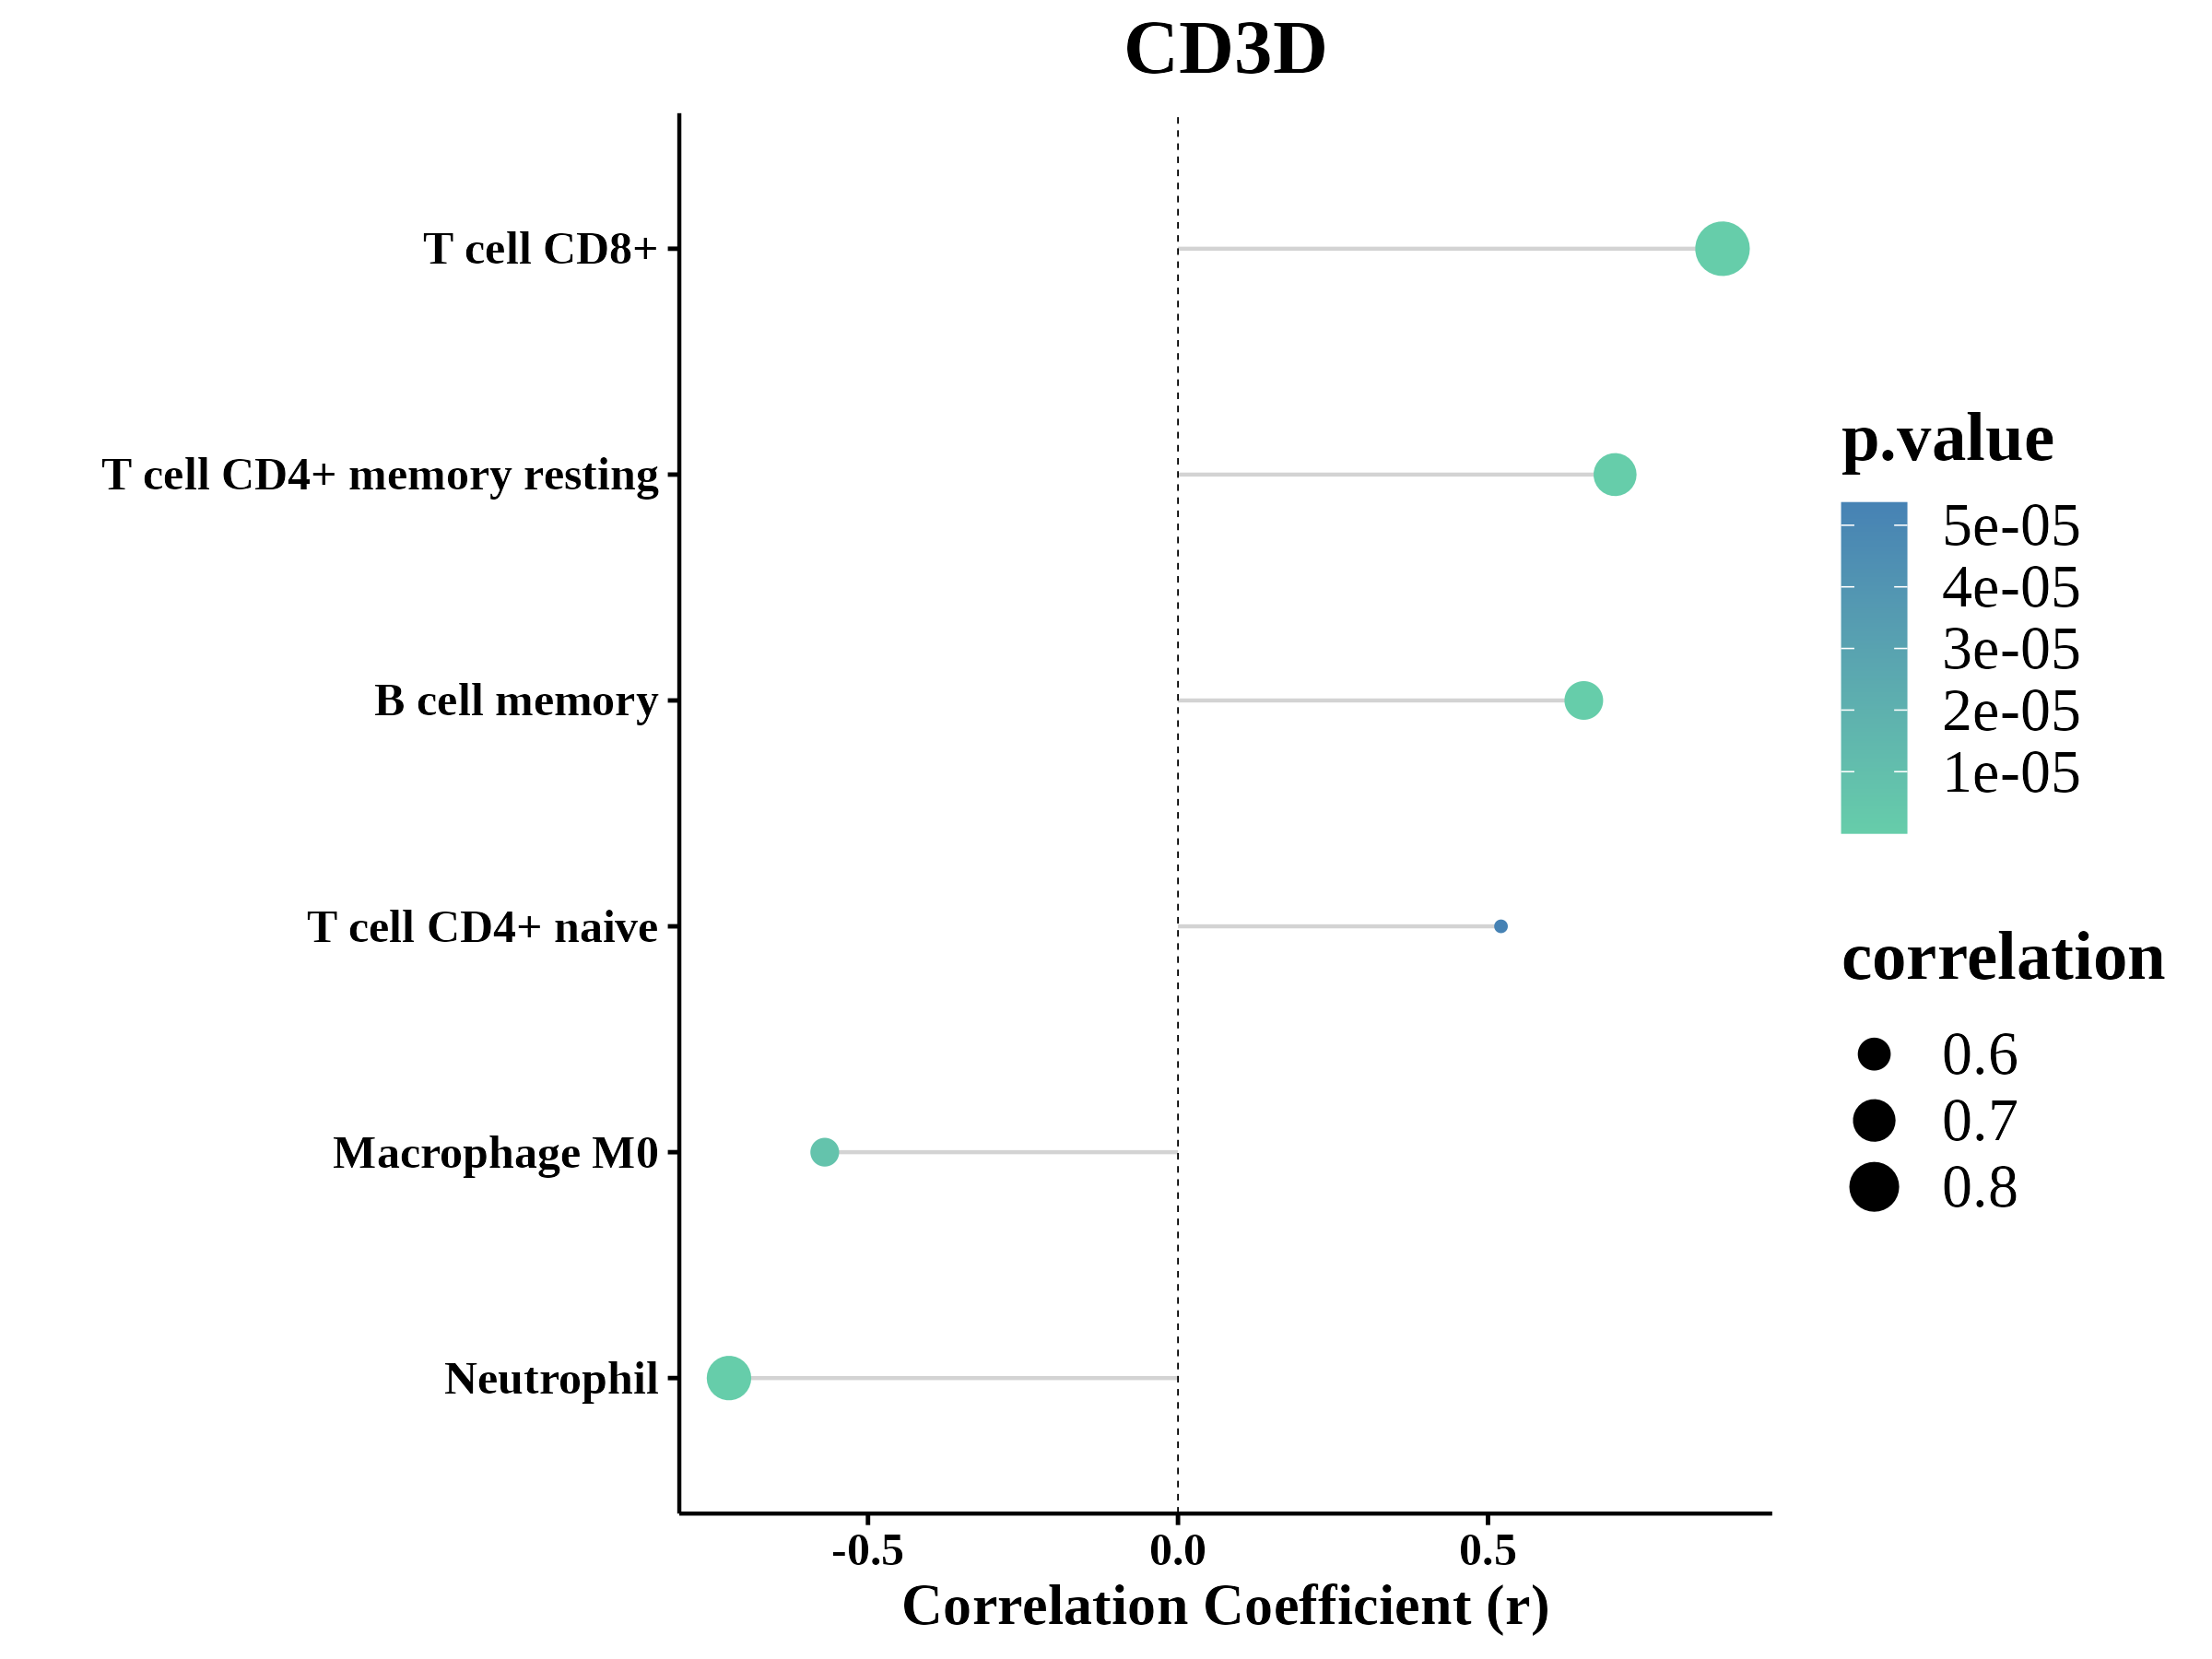 CD3D
T cell CD8+
T cell CD4+ memory resting
B cell memory
T cell CD4+ naive
Macrophage M0
Neutrophil
-0.5
0.0
0.5
Correlation Coefficient (r)
p.value
5e-05
4e-05
3e-05
2e-05
1e-05
correlation
0.6
0.7
0.8